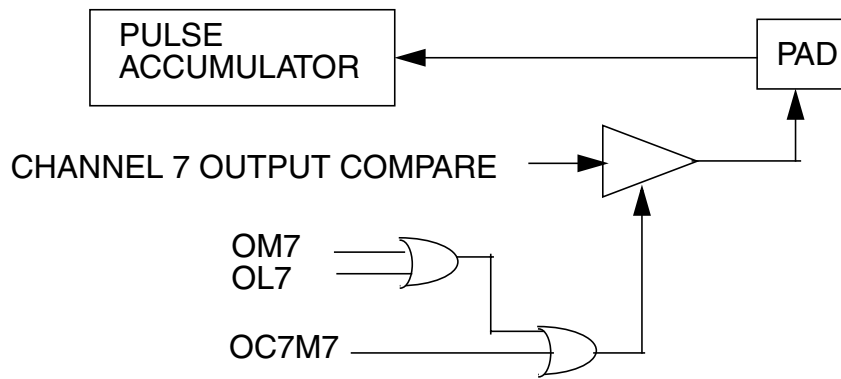 PULSE
ACCUMULATOR
PAD
CHANNEL 7 OUTPUT COMPARE
OM7
OL7
OC7M7